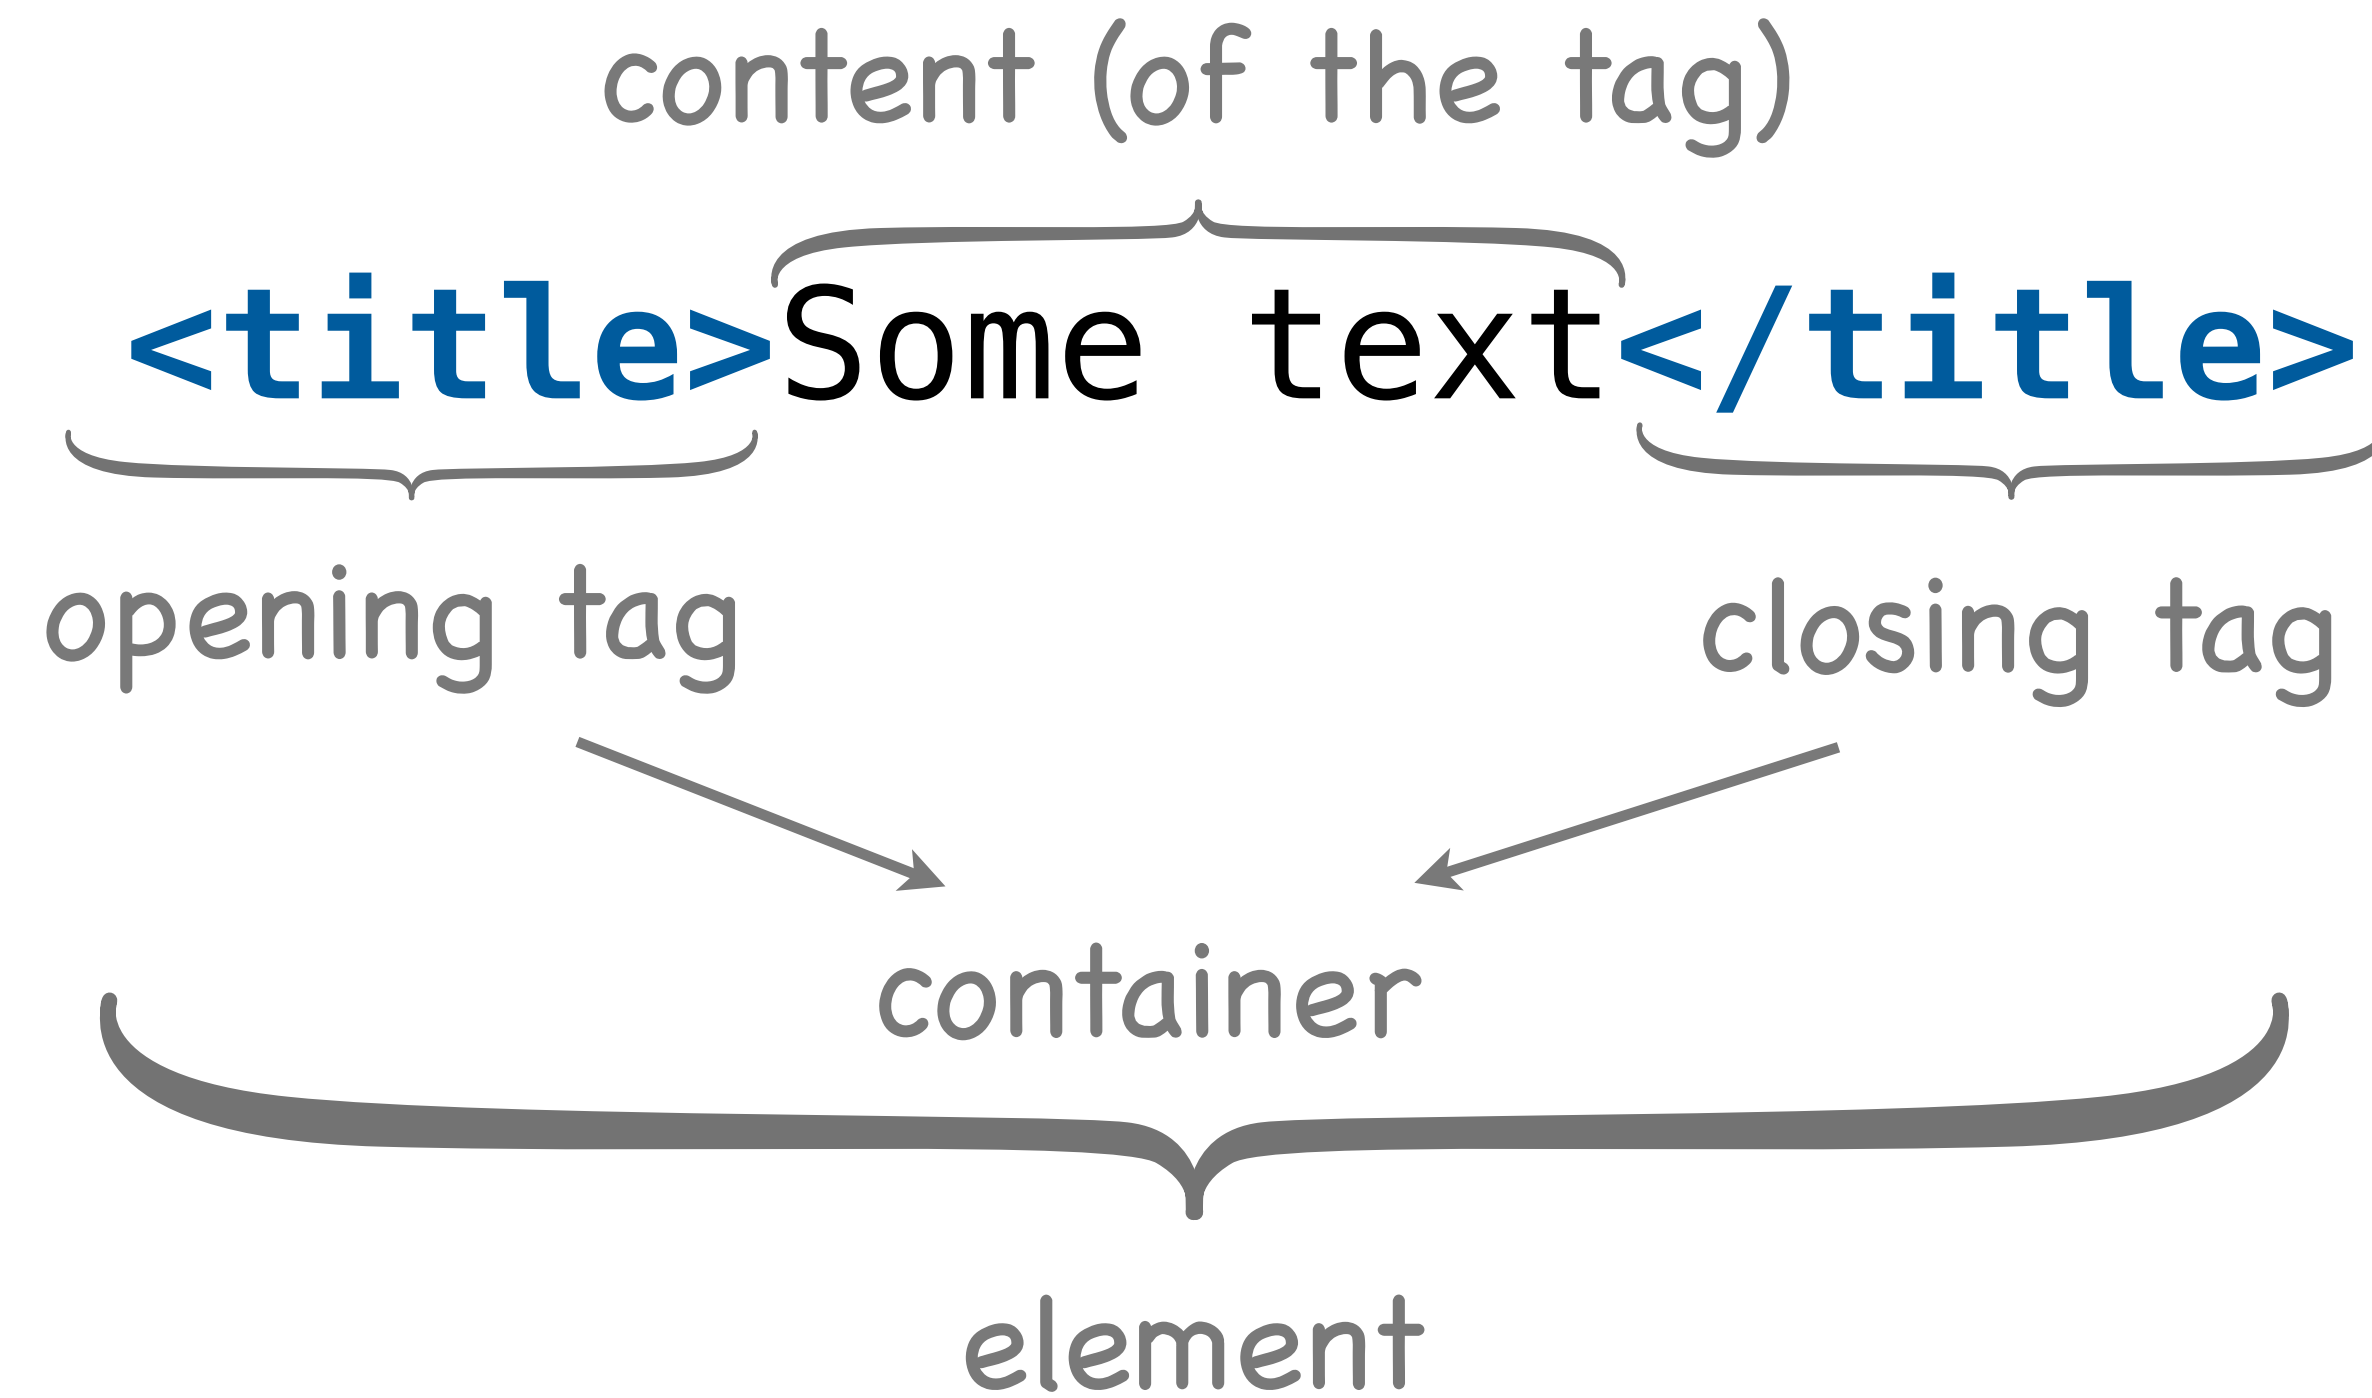 content (of the tag)
<title>Some text</title>
opening tag
closing tag
container
element